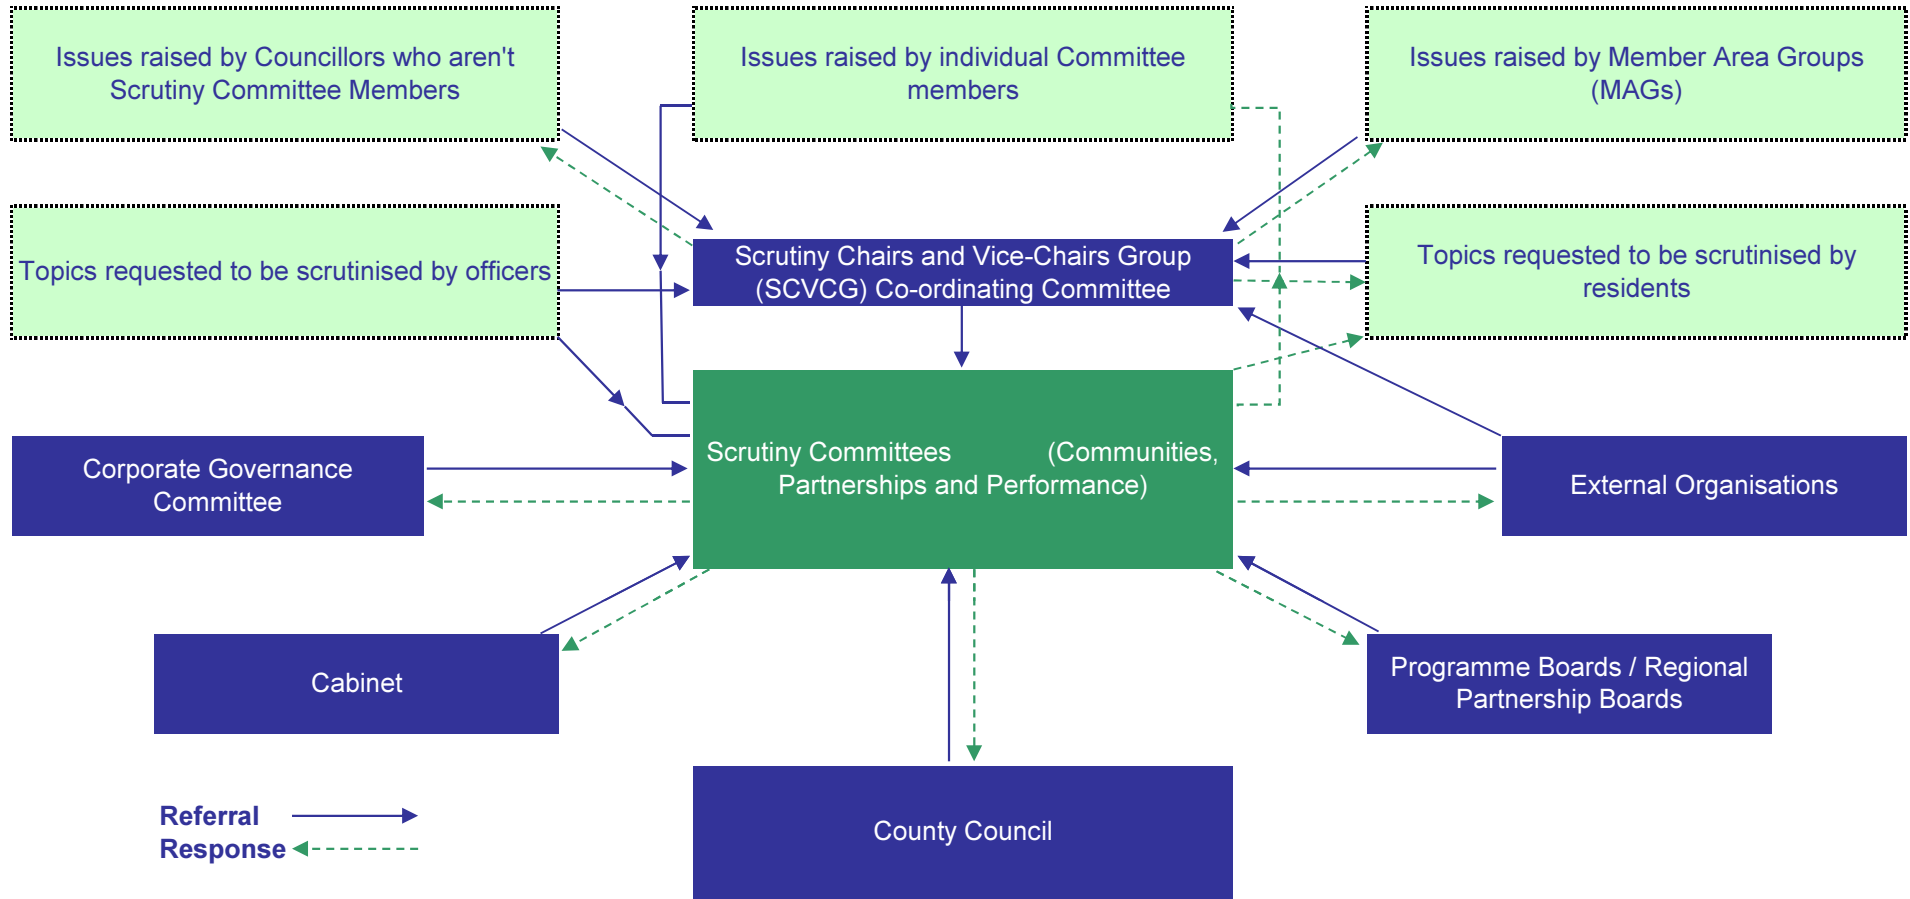 Issues raised by Councillors who aren't
Scrutiny Committee Members
Issues raised by individual Committee
members
Issues raised by Member Area Groups
(MAGs)
Topics requested to be scrutinised by officers
Scrutiny Chairs and Vice-Chairs Group
(SCVCG) Co-ordinating Committee
Topics requested to be scrutinised by
residents
Corporate Governance
Committee
Scrutiny Committees (Communities,
Partnerships and Performance)
External Organisations
Cabinet
Programme Boards / Regional
Partnership Boards
County Council
Referral
Response